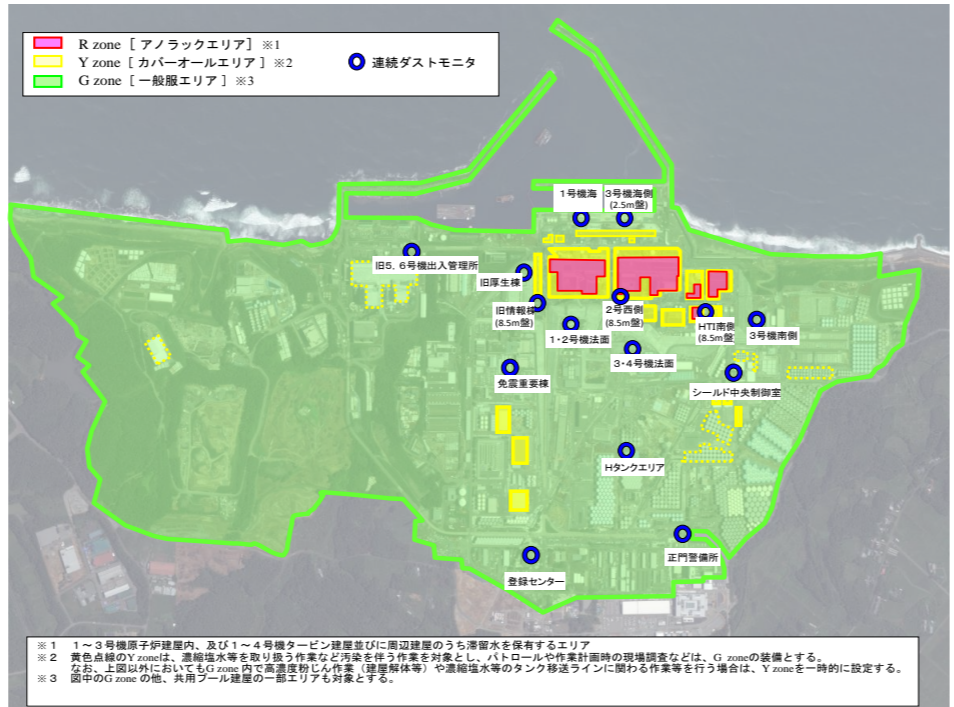 R zone [ アノラックエリア] ※1
Y zone [ カバーオールエリア ] ※2
G zone [ 一般服エリア ] ※3
連続ダストモニタ
1号機海
3号機海側
(2.5m盤)
旧5．6号機出入管理所
旧厚生棟
旧情報棟
(8.5m盤)
2号西側
(8.5m盤)
HTI南側
(8.5m盤)
3号機南側
1・2号機法面
3・4号機法面
免震重要棟
シールド中央制御室
Hタンクエリア
正門警備所
登録センター
※１　１～３号機原子炉建屋内、及び１～４号機タービン建屋並びに周辺建屋のうち滞留水を保有するエリア
※２　黄色点線のY zoneは、濃縮塩水等を取り扱う作業など汚染を伴う作業を対象とし、パトロールや作業計画時の現場調査などは、G zoneの装備とする。
なお、上図以外においてもG zone内で高濃度粉じん作業（建屋解体等）や濃縮塩水等のタンク移送ラインに関わる作業等を行う場合は、Y zoneを一時的に設定する。
※３　図中のG zone の他、共用プール建屋の一部エリアも対象とする。